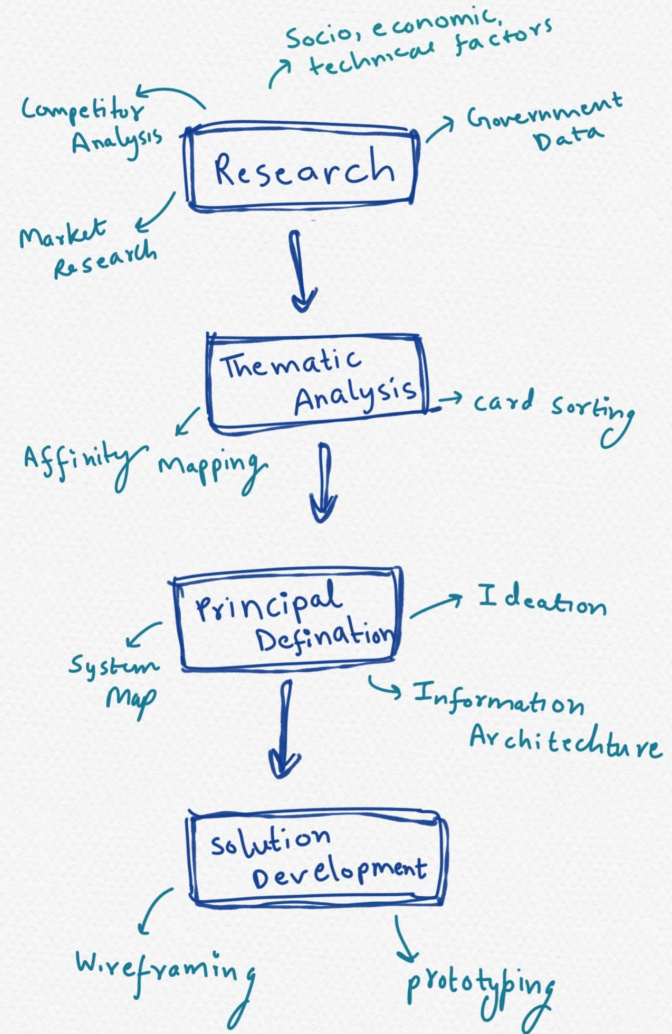 Socio, economic,
technical factors
Competitor
Analysis
Government
Data
Research
Market
Research
Thematic
Analysis
card sorting
Affinity Mapping
Principal
Defination
Ideation
System
Map
Information
Architechture
Solution
Development
Wireframing
prototyping